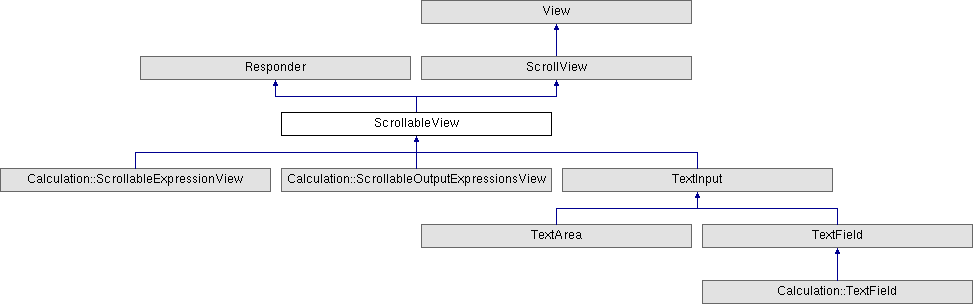 View
Responder
ScrollView
ScrollableView
Calculation::ScrollableExpressionView
Calculation::ScrollableOutputExpressionsView
TextInput
TextArea
TextField
Calculation::TextField